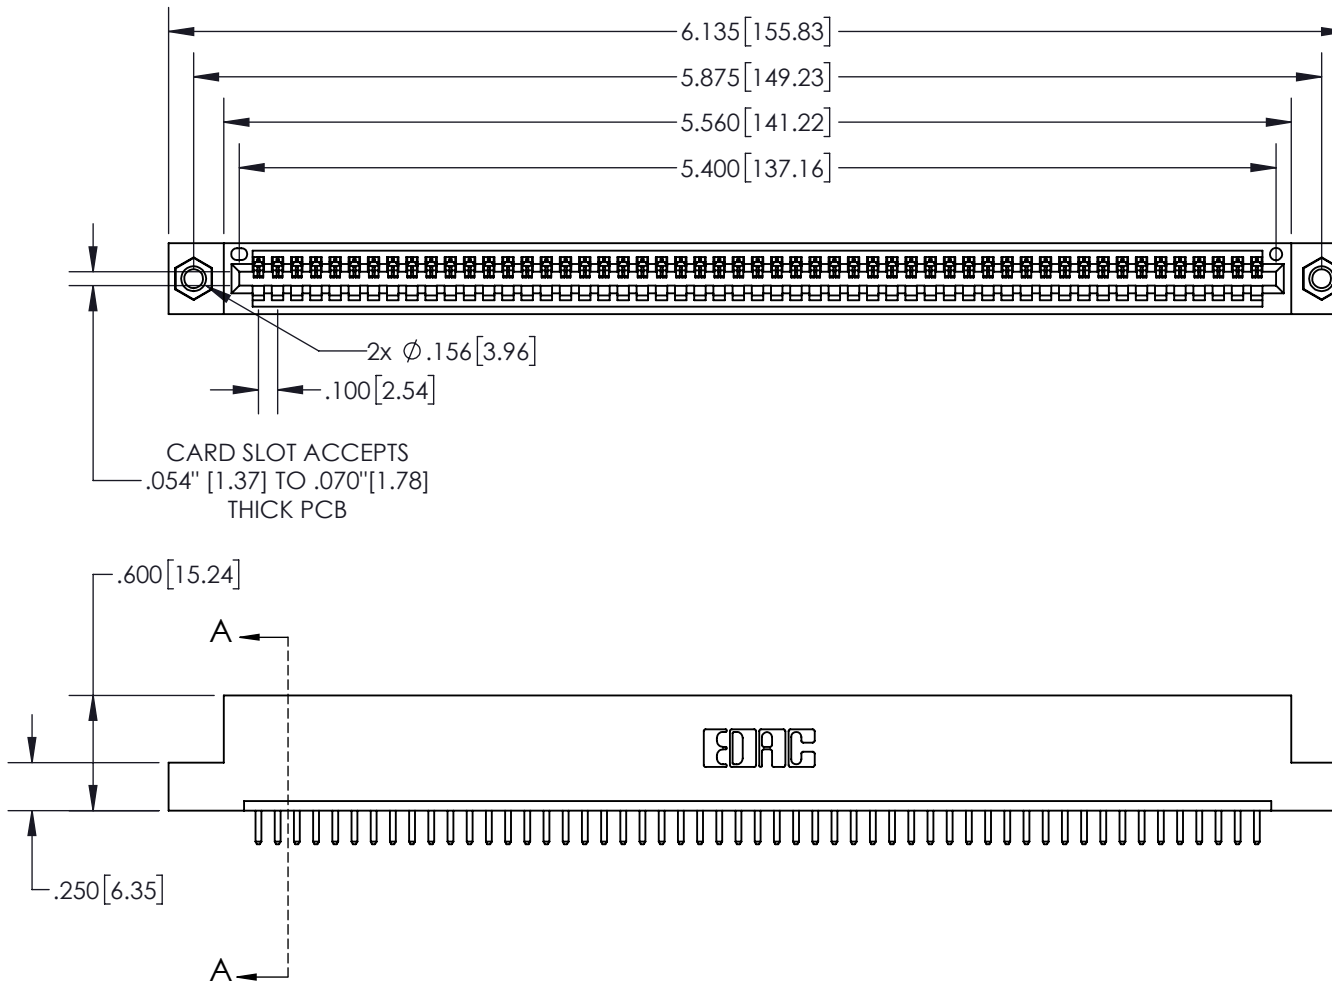 6.135[155.83]
5.875[149.23]
5.560[141.22]
5.400[137.16]
2x Ø.156[3.96]
.100[2.54]
CARD SLOT ACCEPTS
.054" [1.37] TO .070"[1.78]
THICK PCB
.600[15.24]
A
EDAC
.250[6.35]
A